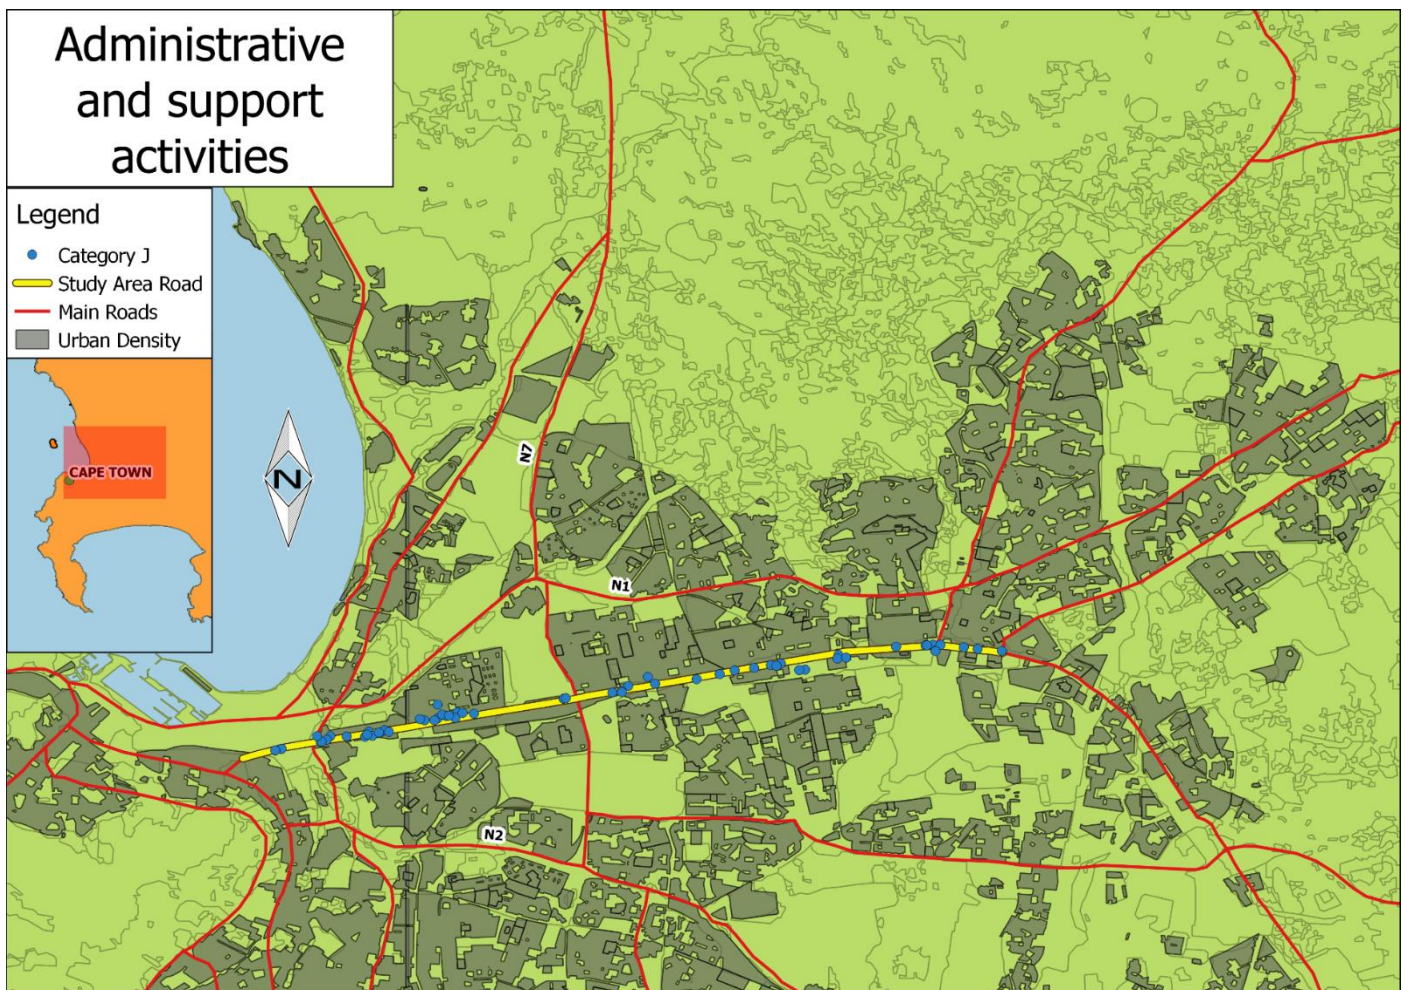 Administrative
and support
activities
Legend
Category J
Study Area Road
Main Roads
Urban Density
CAPE TOWN
N
N7
N1
N2